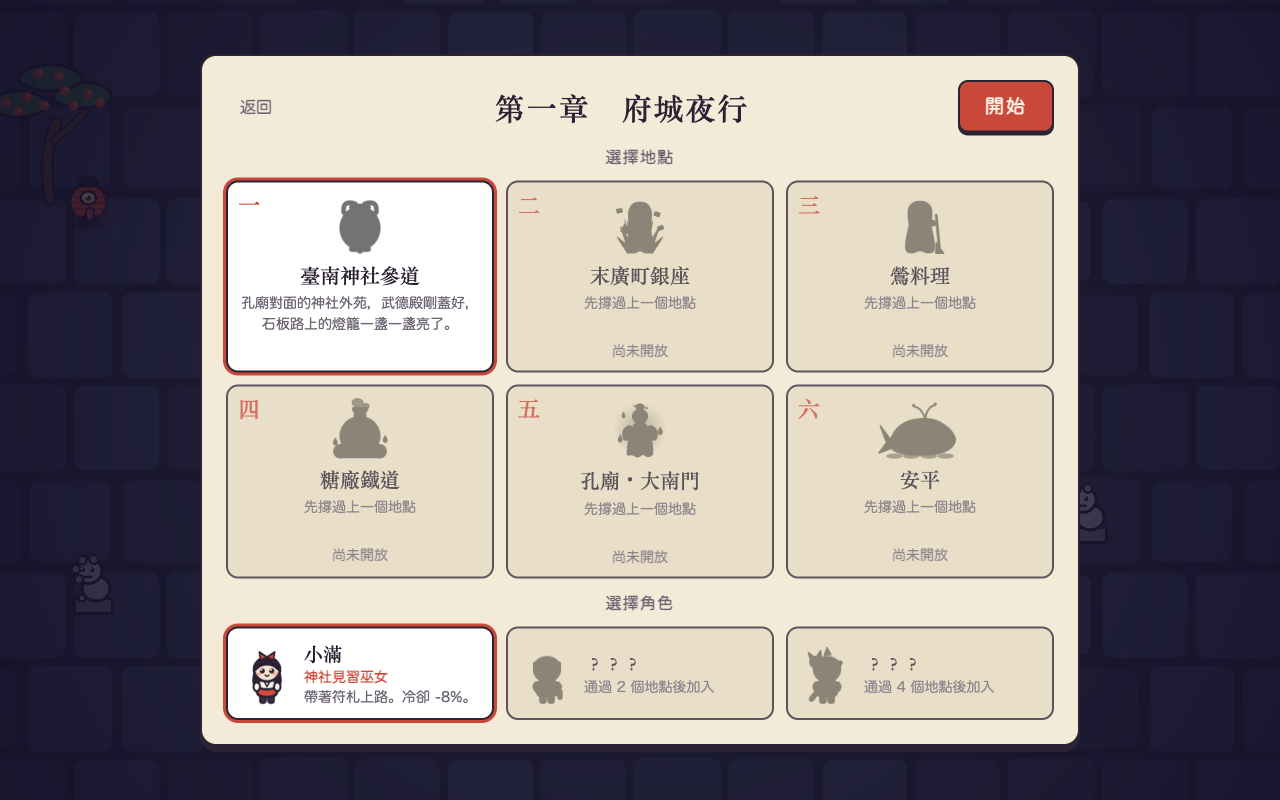 返回
第一章　府城夜行
開始
選擇地點
一
臺南神社參道
孔廟對面的神社外苑，武德殿剛蓋好，
石板路上的燈籠一盞一盞亮了。
二
末廣町銀座
先撐過上一個地點
尚未開放
三
鶯料理
先撐過上一個地點
尚未開放
四
糖廠鐵道
先撐過上一個地點
尚未開放
五
孔廟・大南門
先撐過上一個地點
尚未開放
六
安平
先撐過上一個地點
尚未開放
選擇角色
小滿
神社見習巫女
帶著符札上路。冷卻 -8%。
？？？
通過 2 個地點後加入
？？？
通過 4 個地點後加入